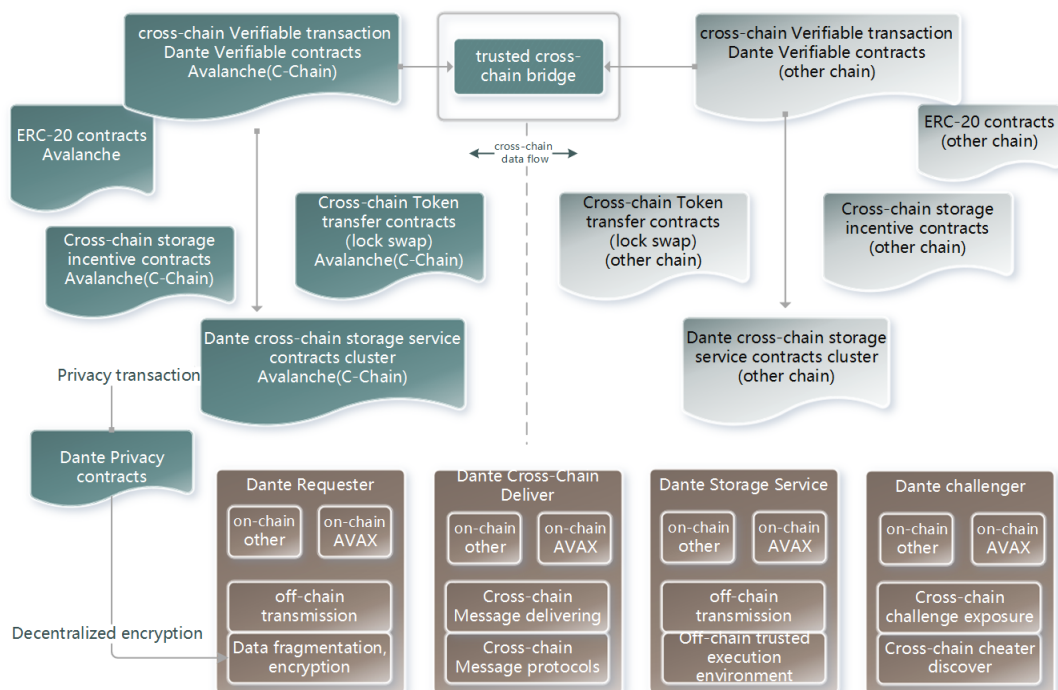 cross-chain Verifiable transaction
Dante Verifiable contracts
Avalanche(C-Chain)
trusted cross-
chain bridge
cross-chain Verifiable transaction
Dante Verifiable contracts
(other chain)
ERC-20 contracts
Avalanche
cross-chain
data flow
ERC-20 contracts
(other chain)
Cross-chain storage
incentive contracts
Avalanche(C-Chain)
Cross-chain Token
transfer contracts
(lock swap)
Avalanche(C-Chain)
Cross-chain Token
transfer contracts
(lock swap)
(other chain)
Cross-chain storage
incentive contracts
(other chain)
Dante cross-chain storage service
contracts cluster
Avalanche(C-Chain)
Dante cross-chain storage
service contracts cluster
(other chain)
Privacy transaction
Dante Privacy
contracts
Decentralized encryption
Dante Requester
on-chain
other
on-chain
AVAX
off-chain
transmission
Data fragmentation,
encryption
Dante Cross-Chain
Deliver
on-chain
other
on-chain
AVAX
Cross-chain
Message delivering
Cross-chain
Message protocols
Dante Storage Service
on-chain
other
on-chain
AVAX
off-chain
transmission
Off-chain trusted
execution
environment
Dante challenger
on-chain
other
on-chain
AVAX
Cross-chain
challenge exposure
Cross-chain cheater
discover